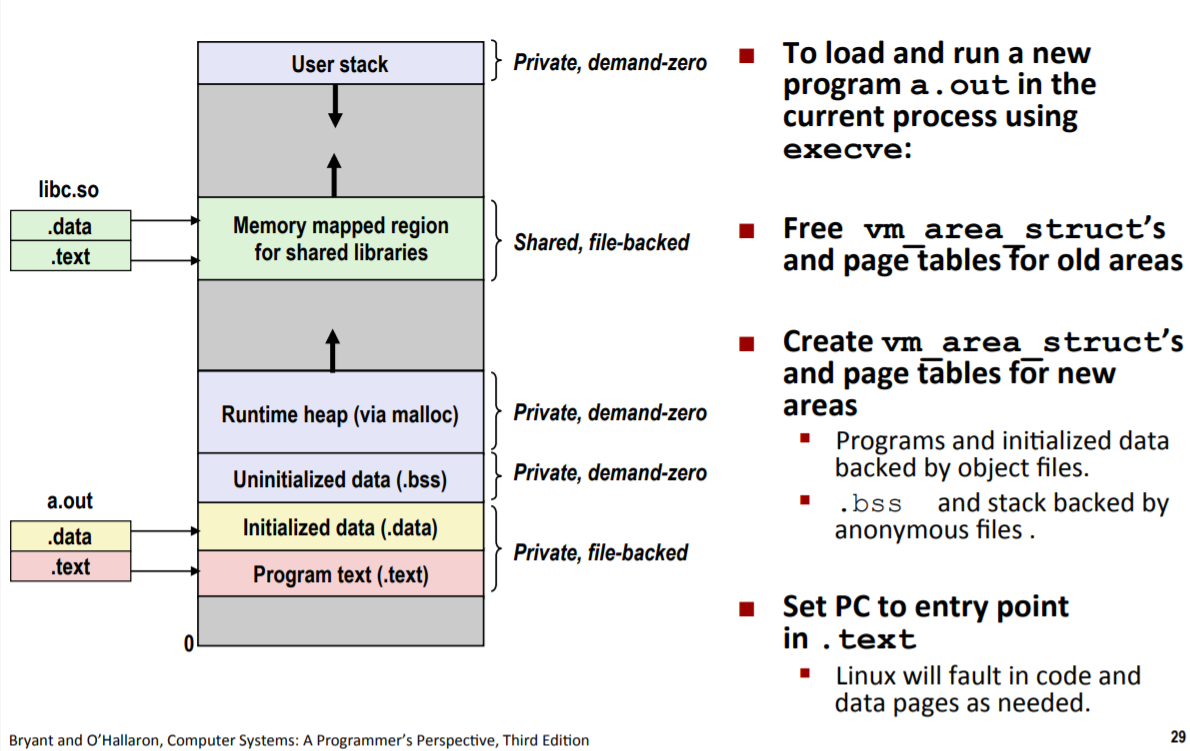 User stack
Private, demand-zero
libc.so
.data
.text
Memory mapped region
for shared libraries
Shared, file-backed
Runtime heap (via malloc)
Private, demand-zero
Uninitialized data (.bss)
Private, demand-zero
a.out
.data
.text
Initialized data (.data)
Program text (.text)
Private, file-backed
0
■ To load and run a new
program a.out in the
current process using
execve:
■ Free vm_area_struct’s
and page tables for old areas
■ Create vm_area_struct’s
and page tables for new
areas
▪ Programs and initialized data
backed by object files.
▪ .bss and stack backed by
anonymous files .
■ Set PC to entry point
in .text
▪ Linux will fault in code and
data pages as needed.
Bryant and O’Hallaron, Computer Systems: A Programmer’s Perspective, Third Edition
29